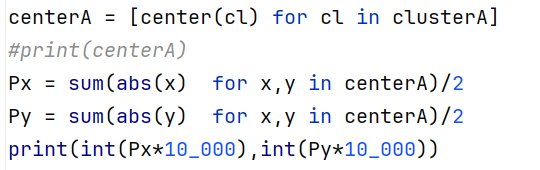 centerA = [center(cl) for cl in clusterA]
#print(centerA)
Px = sum(abs(x)  for x,y in centerA)/2
Py = sum(abs(y)  for x,y in centerA)/2
print(int(Px*10_000),int(Py*10_000))